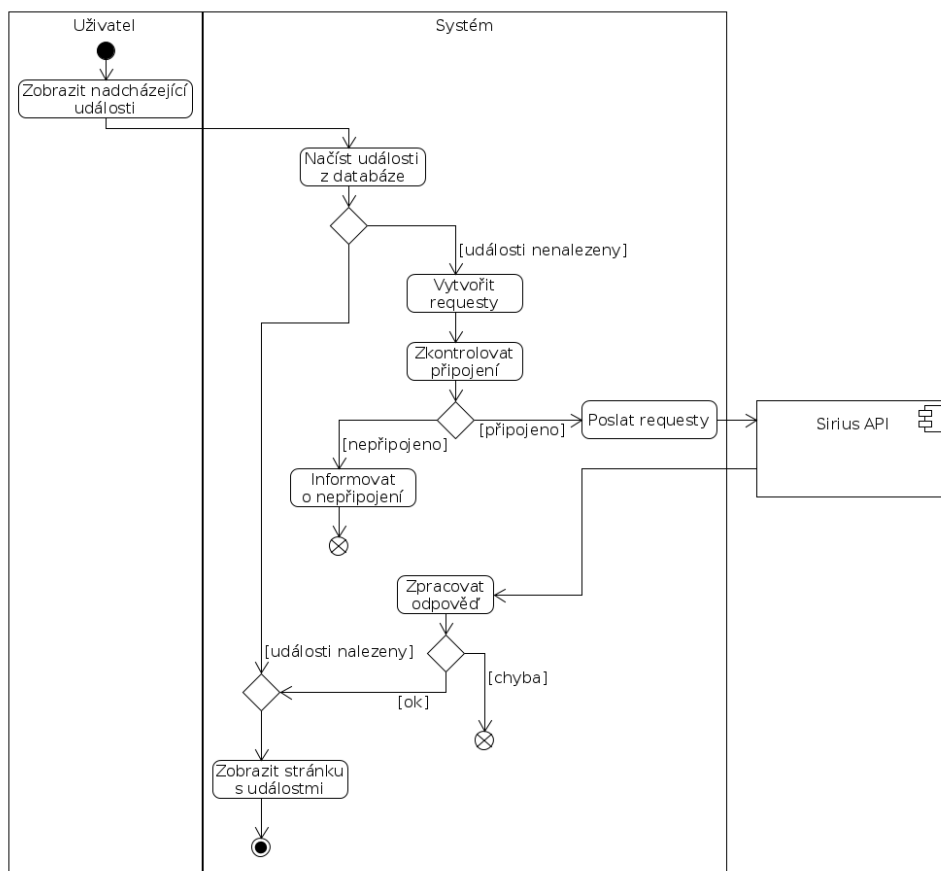 Uživatel
Systém
Zobrazit nadcházející
události
Načíst události
z databáze
[události nenalezeny]
Vytvořit
requesty
Zkontrolovat
připojení
[nepřipojeno]
[připojeno]
Poslat requesty
Sirius API
Informovat
o nepřipojení
Zpracovat
odpověď
[události nalezeny]
[chyba]
[ok]
Zobrazit stránku
s událostmi